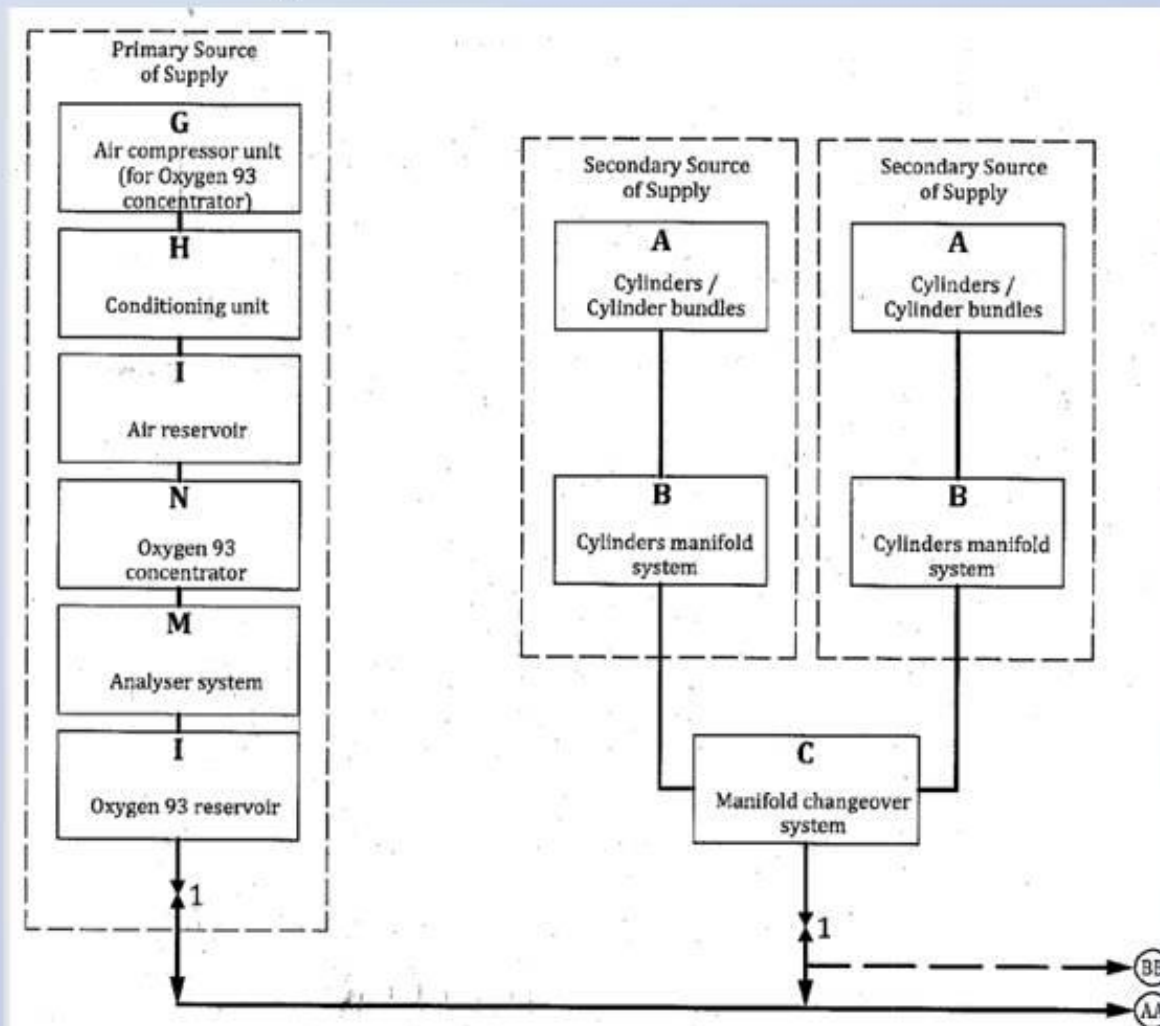 Primary Source
of Supply
G
Air compressor unit
(for Oxygen 93
concentrator)
H
Conditioning unit
I
Air reservoir
N
Oxygen 93
concentrator
M
Analyser system
I
Oxygen 93 reservoir
1
Secondary Source
of Supply
A
Cylinders /
Cylinder bundles
B
Cylinders manifold
system
Secondary Source
of Supply
A
Cylinders /
Cylinder bundles
B
Cylinders manifold
system
C
Manifold changeover
system
1
BB
AA